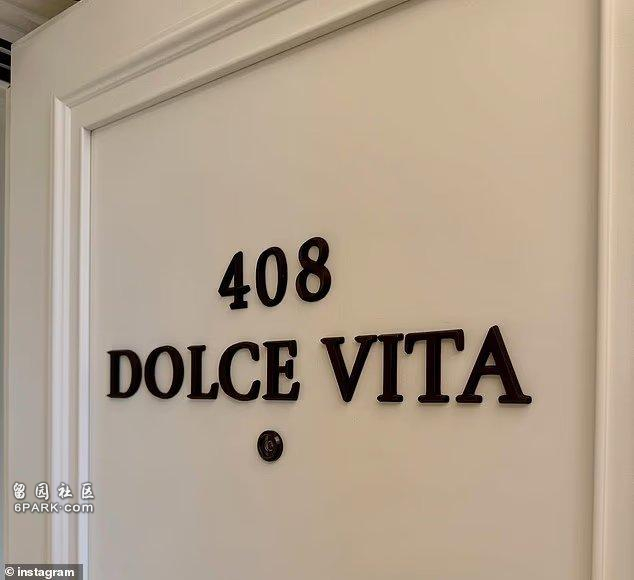 408
DOLCE VITA
留园社区
6PARK.com
© instagram